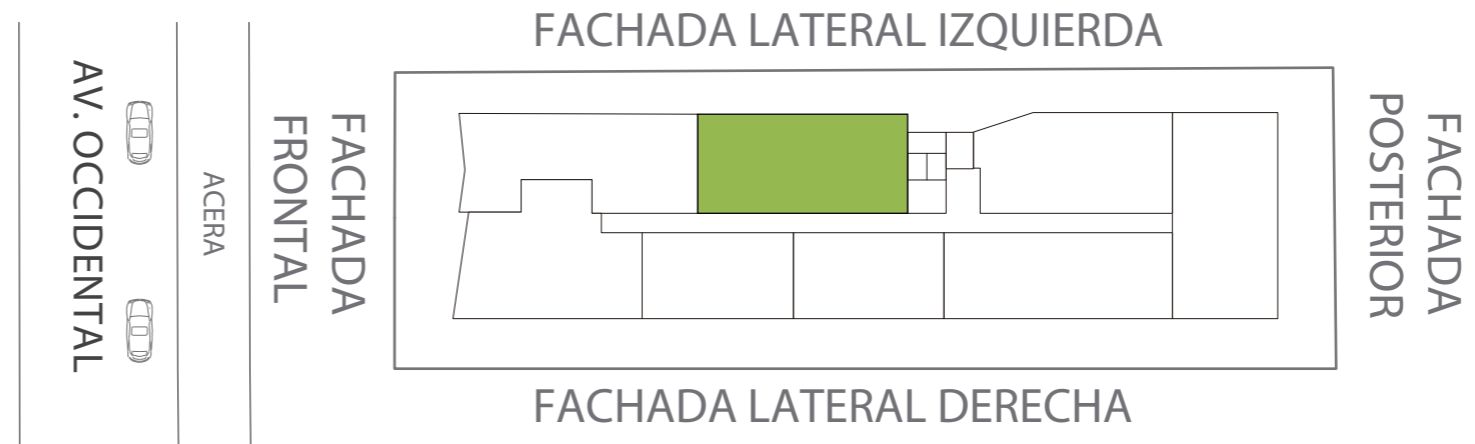 FACHADA LATERAL IZQUIERDA
AV. OCCIDENTAL
ACERA
FACHADA
FRONTAL
FACHADA
POSTERIOR
FACHADA LATERAL DERECHA